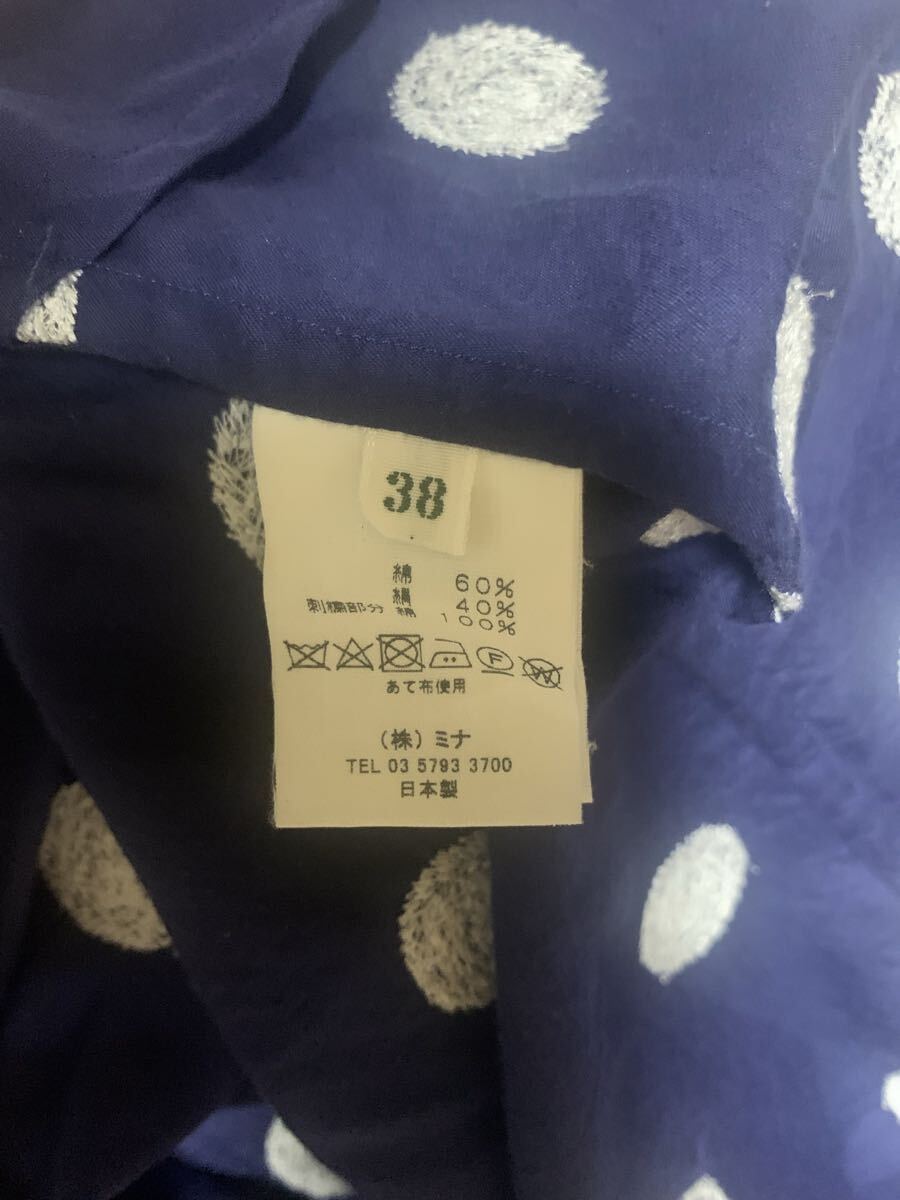 38
綿 60%
絹 40%
刺繍部分 綿 100%
F W
あて布使用
(株)ミナ
TEL 03 5793 3700
日本製